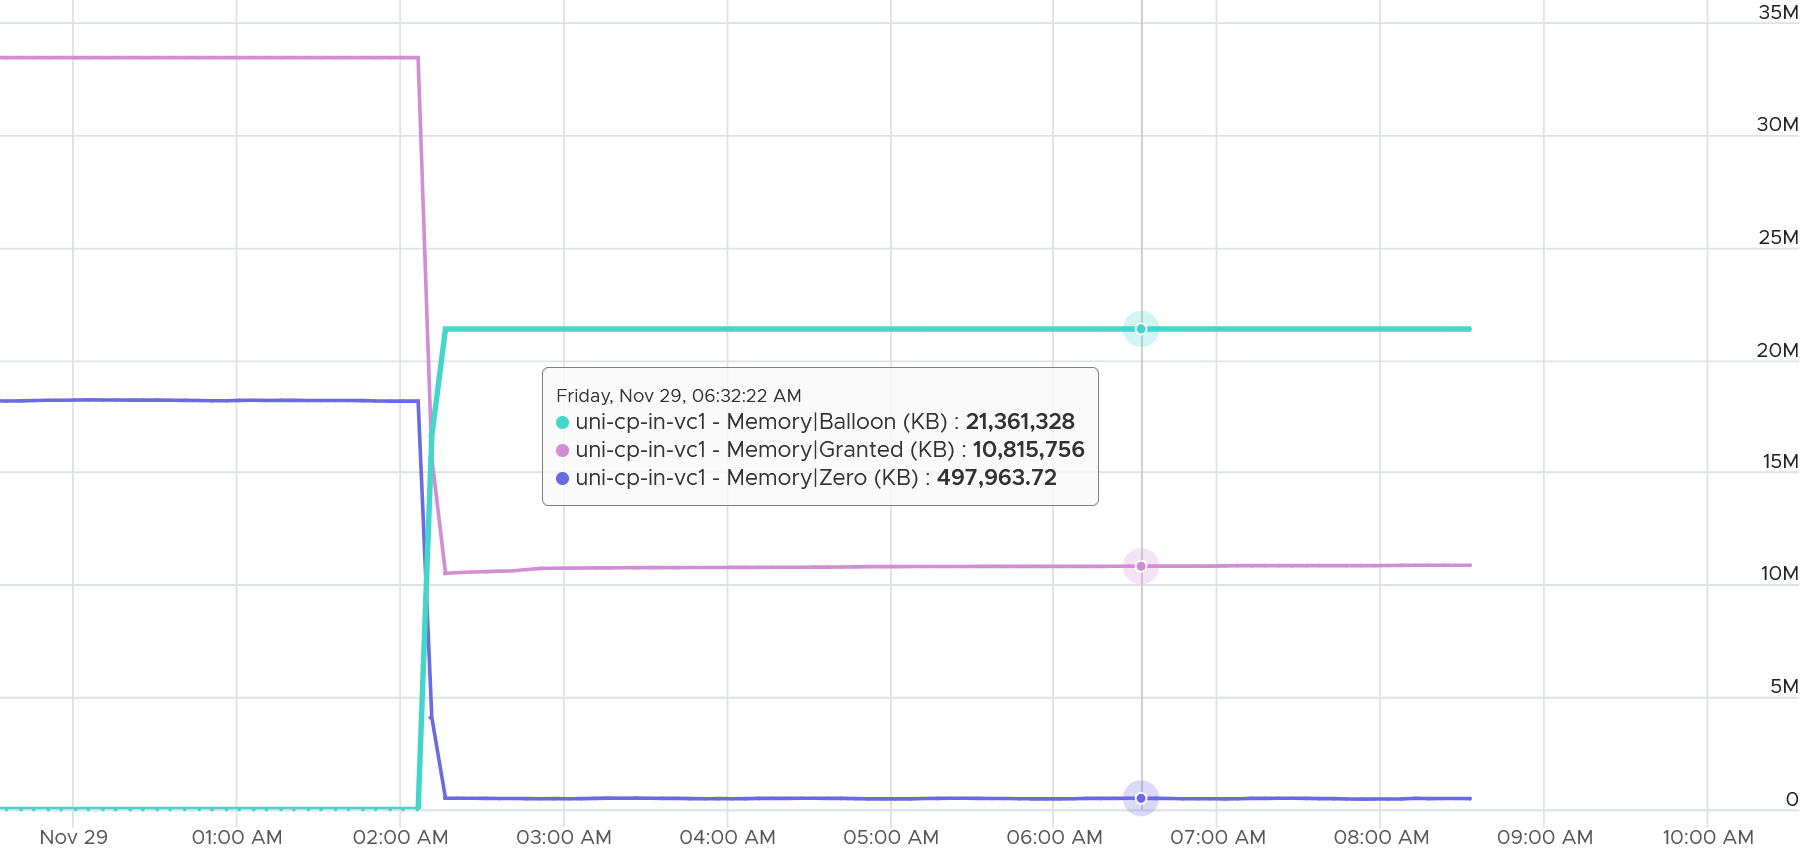 35M
30M
25M
20M
Friday, Nov 29, 06:32:22 AM
uni-cp-in-vc1 - Memory|Balloon (KB) : 21,361,328
uni-cp-in-vc1 - Memory|Granted (KB) : 10,815,756
uni-cp-in-vc1 - Memory|Zero (KB) : 497,963.72
15M
10M
5M
0
Nov 29 01:00 AM 02:00 AM 03:00 AM 04:00 AM 05:00 AM 06:00 AM 07:00 AM 08:00 AM 09:00 AM 10:00 AM